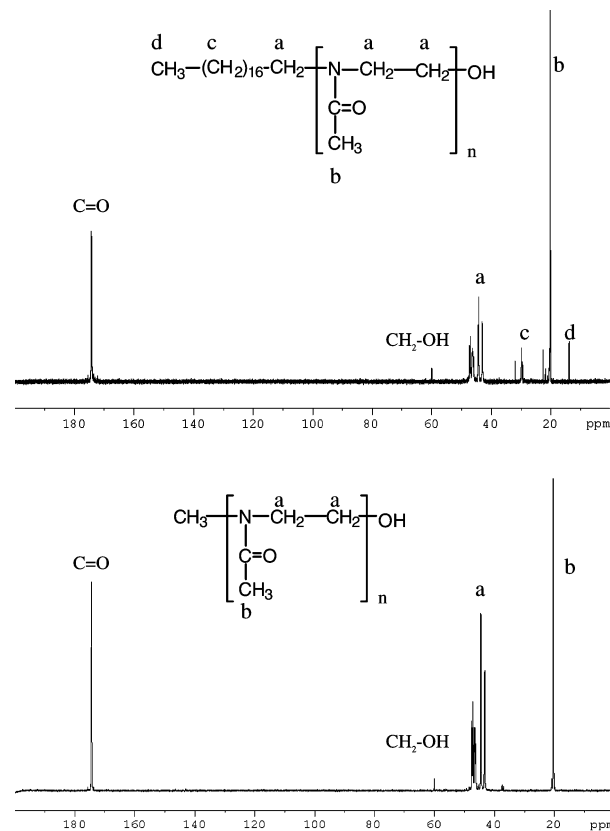 d c a a a
CH₃–(CH₂)₁₆–CH₂–N–CH₂–CH₂–OH
C=O
CH₃
n
b
b
C=O
a
CH₂-OH
c
d
180 160 140 120 100 80 60 40 20 ppm
a a
CH₃–N–CH₂–CH₂–OH
C=O
CH₃
n
b
C=O
b
a
CH₂-OH
180 160 140 120 100 80 60 40 20 ppm